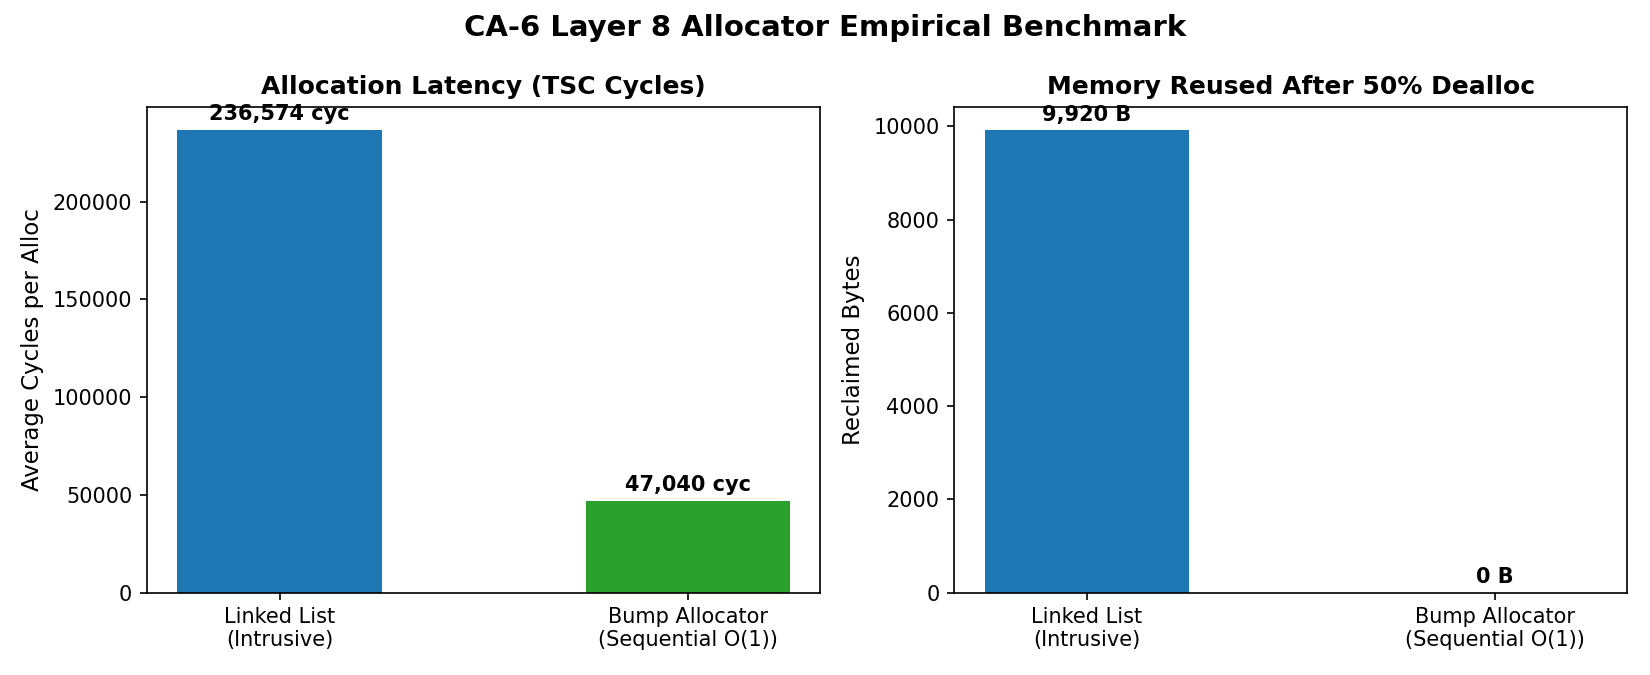 CA-6 Layer 8 Allocator Empirical Benchmark
Allocation Latency (TSC Cycles)
Average Cycles per Alloc
200000
150000
100000
50000
0
236,574 cyc
47,040 cyc
Linked List
(Intrusive)
Bump Allocator
(Sequential O(1))
Memory Reused After 50% Dealloc
Reclaimed Bytes
10000
8000
6000
4000
2000
0
9,920 B
0 B
Linked List
(Intrusive)
Bump Allocator
(Sequential O(1))